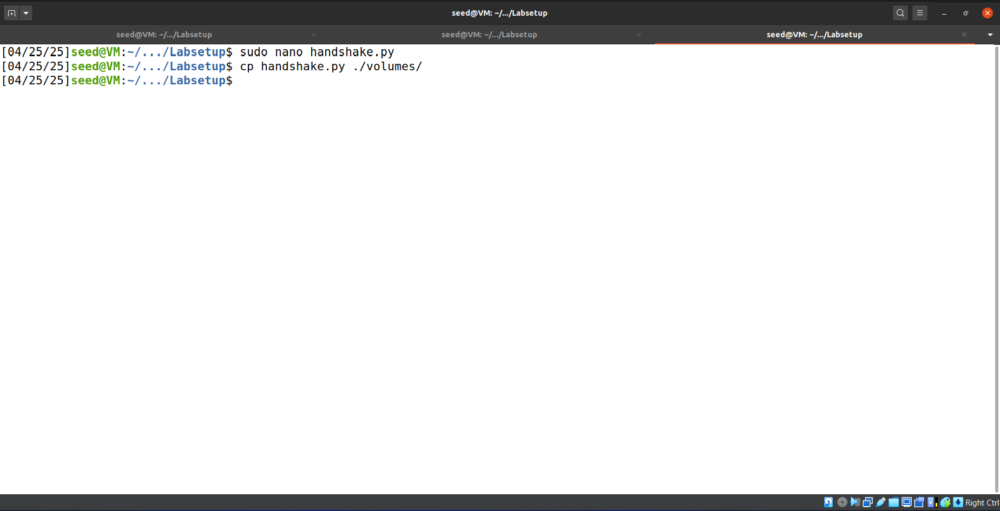 seed@VM: ~/.../Labsetup
seed@VM: ~/.../Labsetup
seed@VM: ~/.../Labsetup
seed@VM: ~/.../Labsetup
[04/25/25]seed@VM:~/.../Labsetup$ sudo nano handshake.py
[04/25/25]seed@VM:~/.../Labsetup$ cp handshake.py ./volumes/
[04/25/25]seed@VM:~/.../Labsetup$
Right Ctrl